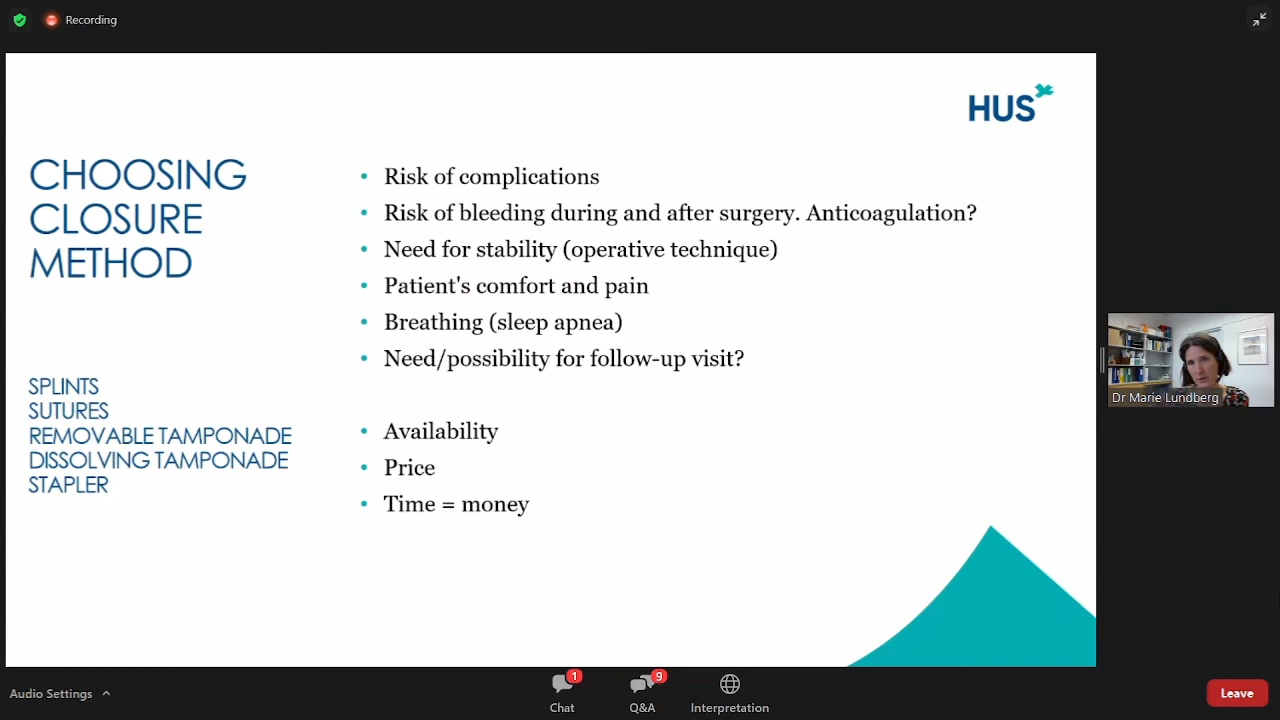 Recording
HUS
CHOOSING
CLOSURE
METHOD
SPLINTS
SUTURES
REMOVABLE TAMPONADE
DISSOLVING TAMPONADE
STAPLER
• Risk of complications
• Risk of bleeding during and after surgery. Anticoagulation?
• Need for stability (operative technique)
• Patient's comfort and pain
• Breathing (sleep apnea)
• Need/possibility for follow-up visit?
• Availability
• Price
• Time = money
Dr Marie Lundberg
Audio Settings
1
Chat
9
Q&A
Interpretation
Leave